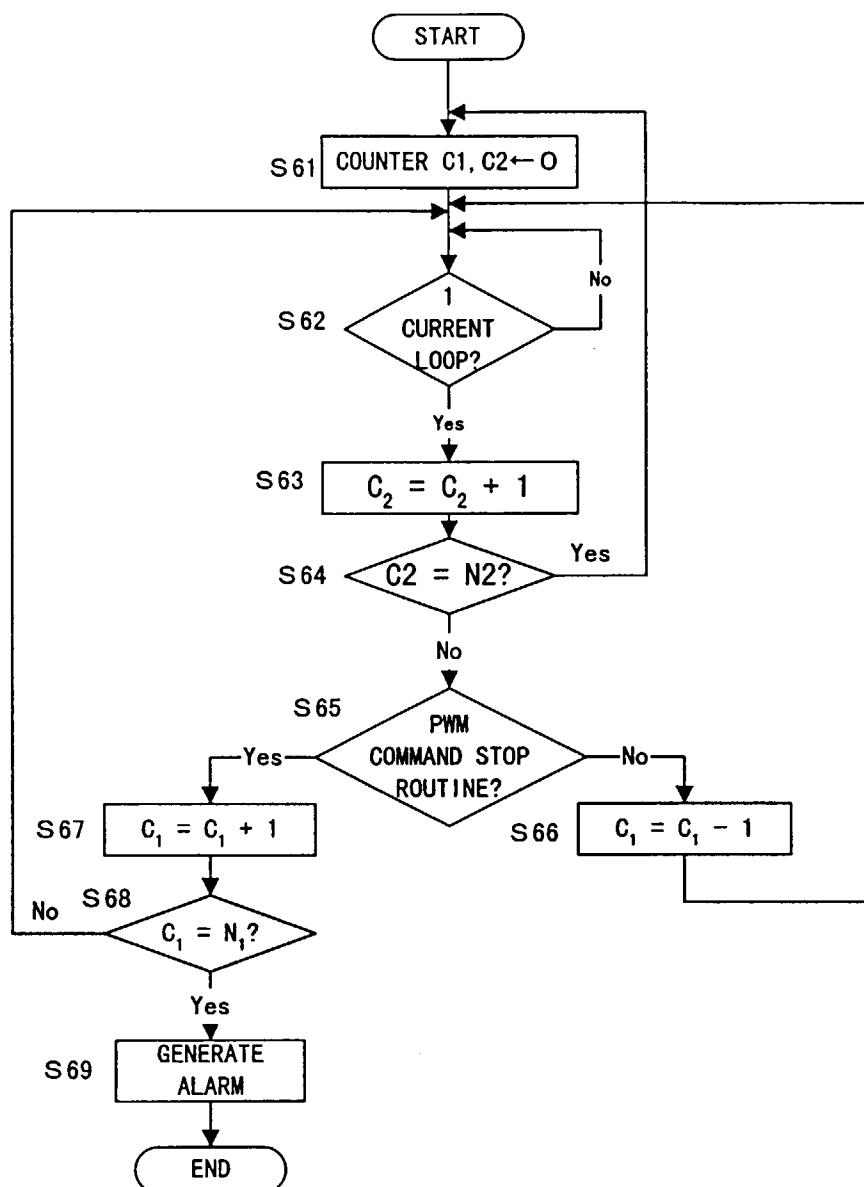 START
S61
COUNTER C1, C2←0
S62
1
CURRENT
LOOP?
No
Yes
S63
C₂ = C₂ + 1
S64
C2 = N2?
Yes
No
S65
PWM
COMMAND STOP
ROUTINE?
Yes
No
S67
C₁ = C₁ + 1
S66
C₁ = C₁ - 1
S68
No
C₁ = N₁?
Yes
S69
GENERATE
ALARM
END